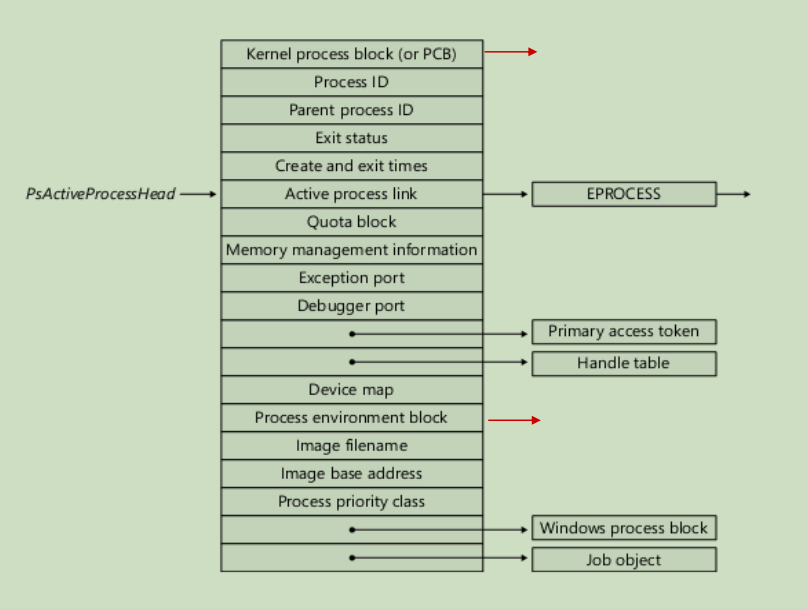 Kernel process block (or PCB)
Process ID
Parent process ID
Exit status
Create and exit times
PsActiveProcessHead
Active process link
EPROCESS
Quota block
Memory management information
Exception port
Debugger port
Primary access token
Handle table
Device map
Process environment block
Image filename
Image base address
Process priority class
Windows process block
Job object